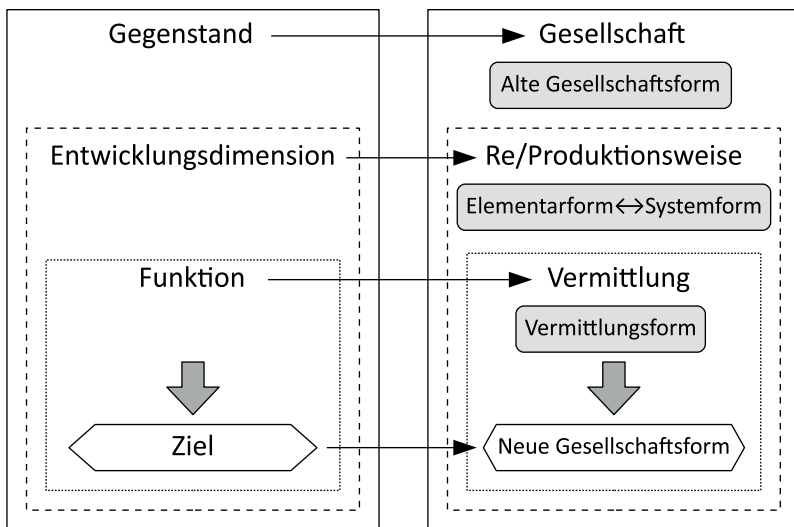 Gegenstand
Gesellschaft
Alte Gesellschaftsform
Entwicklungsdimension
Re/Produktionsweise
Elementarform↔Systemform
Funktion
Vermittlung
Vermittlungsform
Ziel
Neue Gesellschaftsform